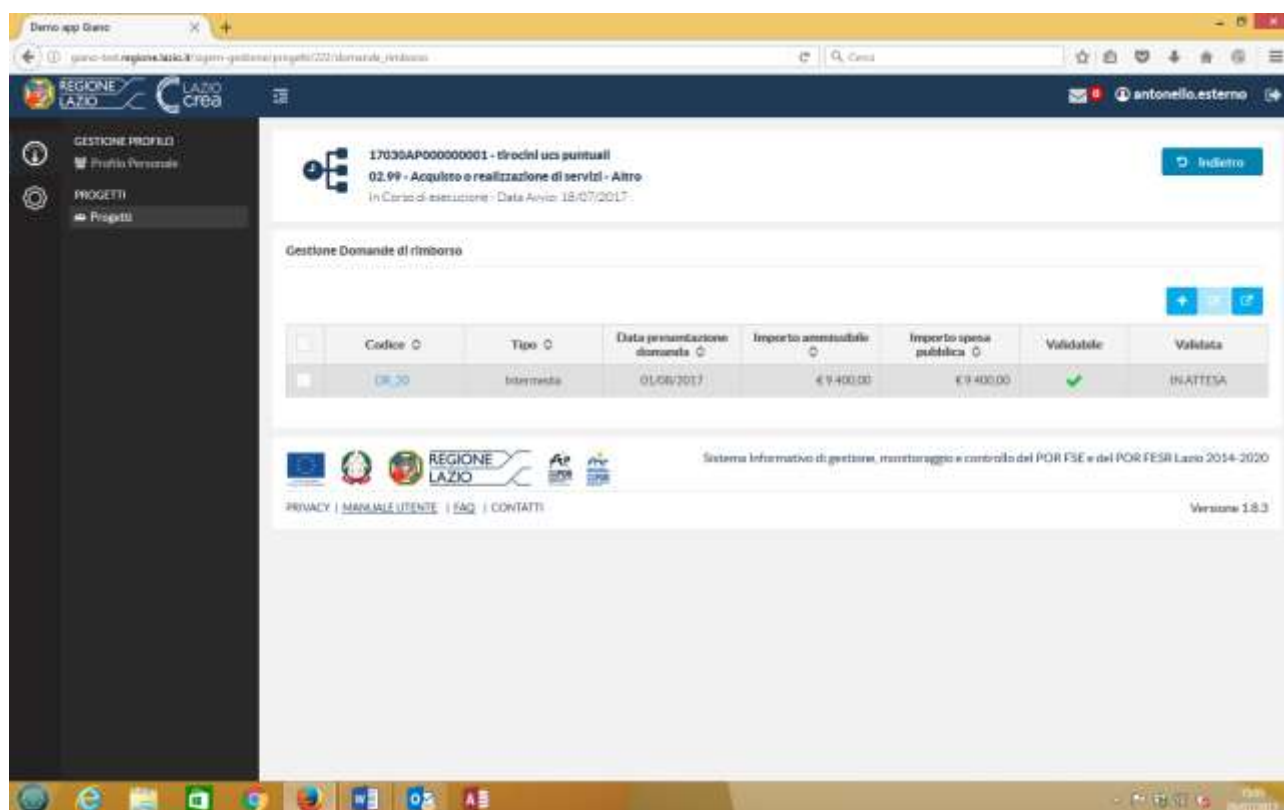 Demo app Giano
REGIONE LAZIO
LAZIO crea
antonello.esterno
GESTIONE PROFILO
Profilo Personale
PROGETTI
Progetti
17030AP000000001 - tirocini ucs puntuali
02.99 - Acquisto o realizzazione di servizi - Altro
In Corso di esecuzione - Data Avvio: 18/07/2017
Indietro
Gestione Domande di rimborso
Codice Tipo Data presentazione domanda Importo ammissibile Importo spesa pubblica Validabile Validata
DR_30 Intermedia 01/08/2017 € 9 400,00 € 9 400,00 IN ATTESA
REGIONE LAZIO
Sistema Informativo di gestione, monitoraggio e controllo del POR FSE e del POR FESR Lazio 2014-2020
PRIVACY | MANUALE UTENTE | FAQ | CONTATTI
Versione 1.8.3